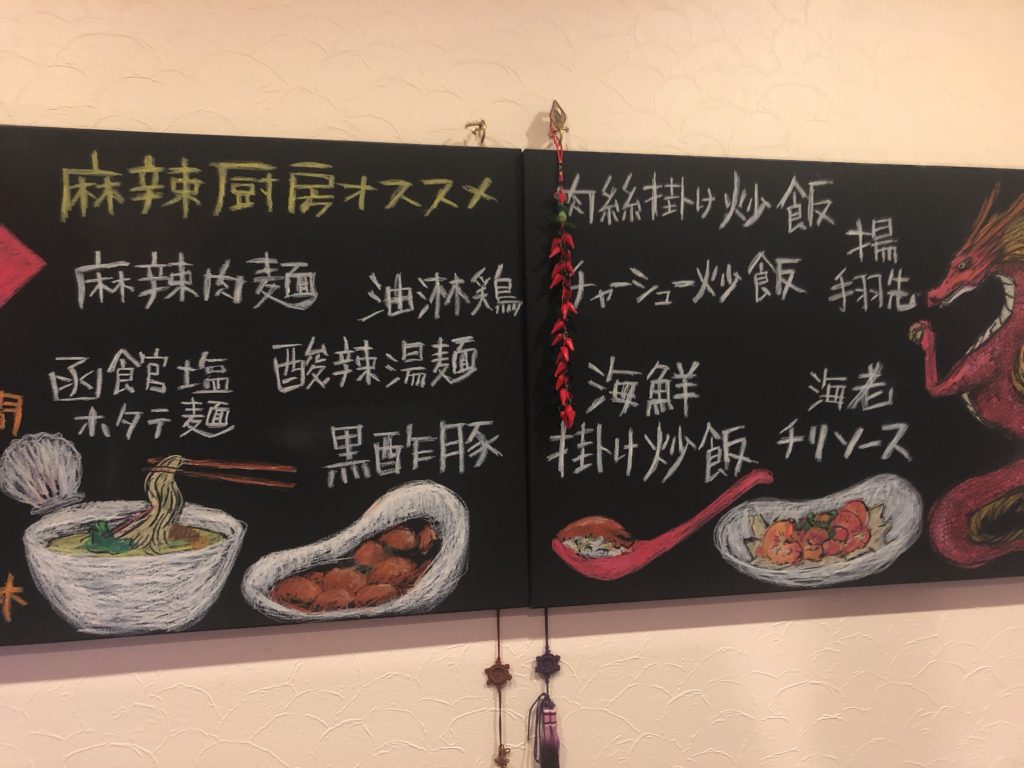 麻辣厨房オススメ
麻辣肉麺
油淋鶏
函館塩
ホタテ麺
酸辣湯麺
黒酢豚
肉絲掛け炒飯
チャーシュー炒飯
揚
手羽先
海鮮
掛け炒飯
海老
チリソース